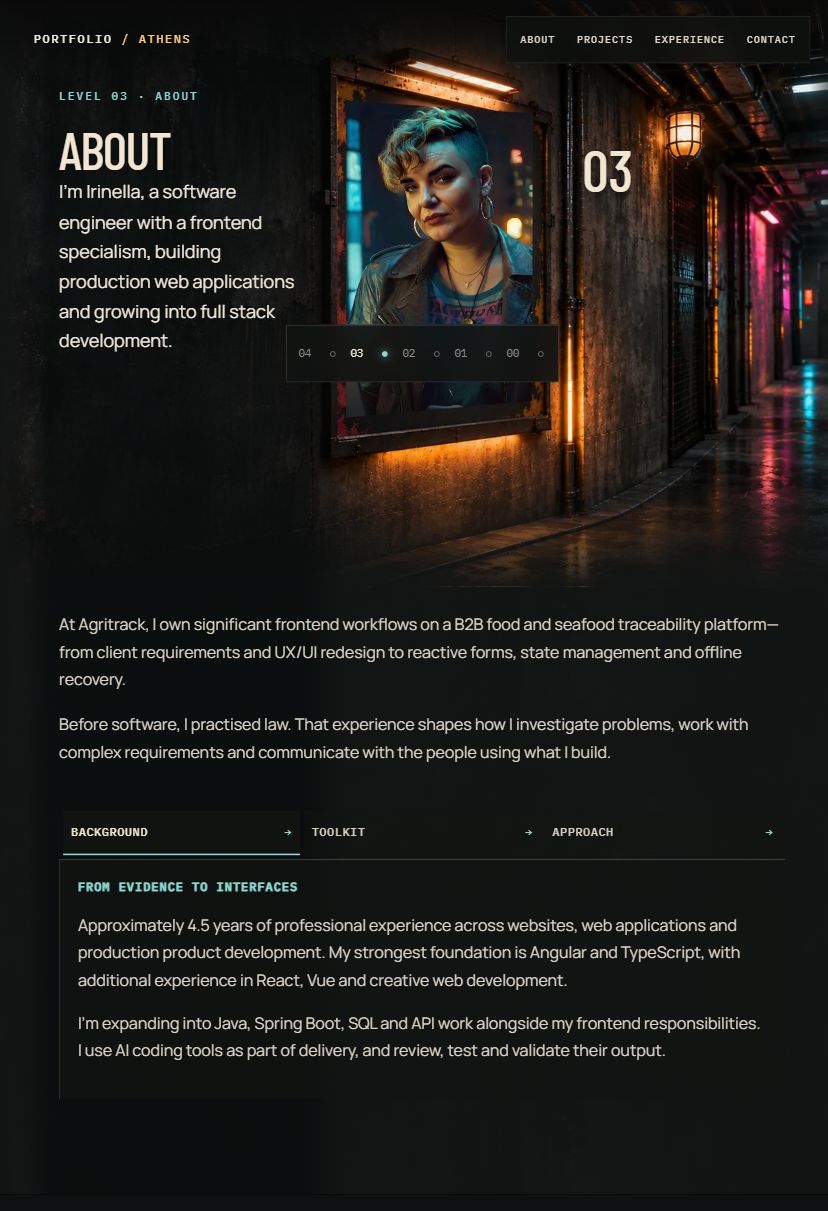 PORTFOLIO / ATHENS
ABOUT PROJECTS EXPERIENCE CONTACT
LEVEL 03 · ABOUT
ABOUT
03
I'm Irinella, a software
engineer with a frontend
specialism, building
production web applications
and growing into full stack
development.
04 03 02 01 00
At Agritrack, I own significant frontend workflows on a B2B food and seafood traceability platform—
from client requirements and UX/UI redesign to reactive forms, state management and offline
recovery.
Before software, I practised law. That experience shapes how I investigate problems, work with
complex requirements and communicate with the people using what I build.
BACKGROUND → TOOLKIT → APPROACH →
FROM EVIDENCE TO INTERFACES
Approximately 4.5 years of professional experience across websites, web applications and
production product development. My strongest foundation is Angular and TypeScript, with
additional experience in React, Vue and creative web development.
I'm expanding into Java, Spring Boot, SQL and API work alongside my frontend responsibilities.
I use AI coding tools as part of delivery, and review, test and validate their output.